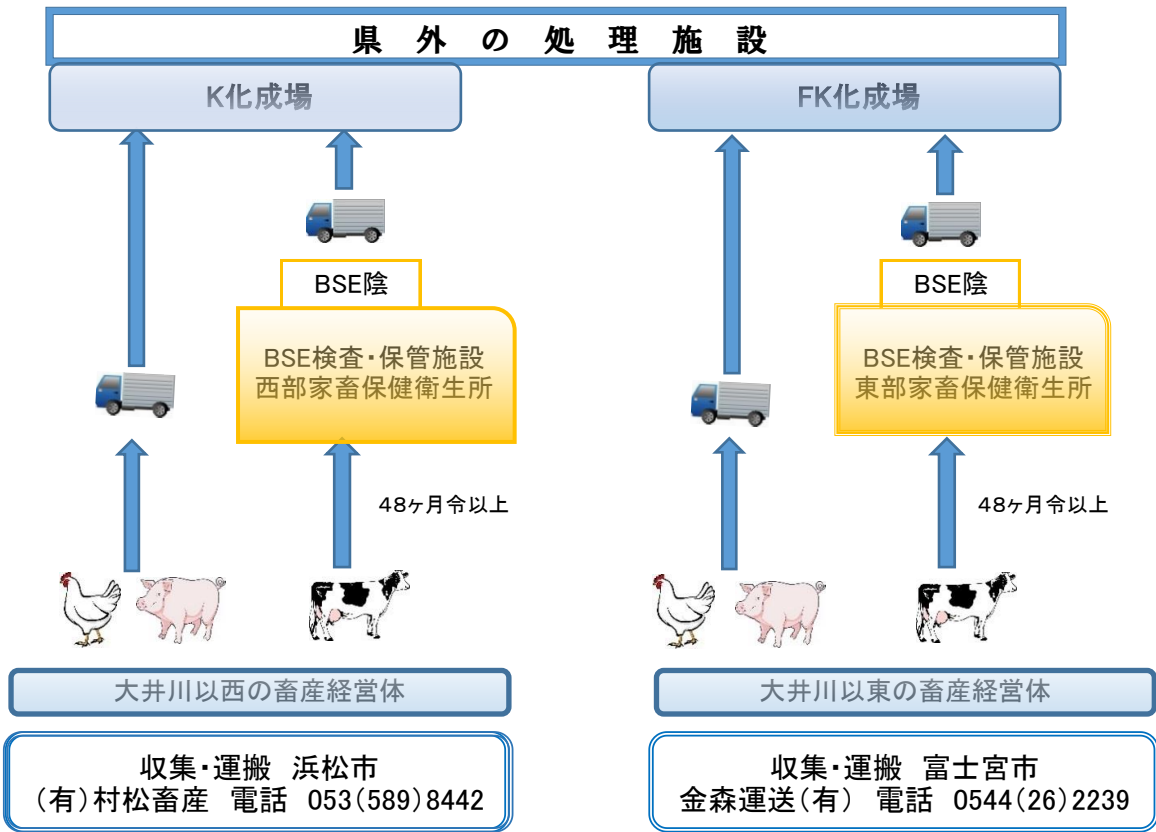 県外の処理施設
K化成場
FK化成場
BSE陰
BSE陰
BSE検査・保管施設
西部家畜保健衛生所
BSE検査・保管施設
東部家畜保健衛生所
48ヶ月令以上
48ヶ月令以上
大井川以西の畜産経営体
大井川以東の畜産経営体
収集・運搬 浜松市
(有)村松畜産 電話 053(589)8442
収集・運搬 富士宮市
金森運送(有) 電話 0544(26)2239